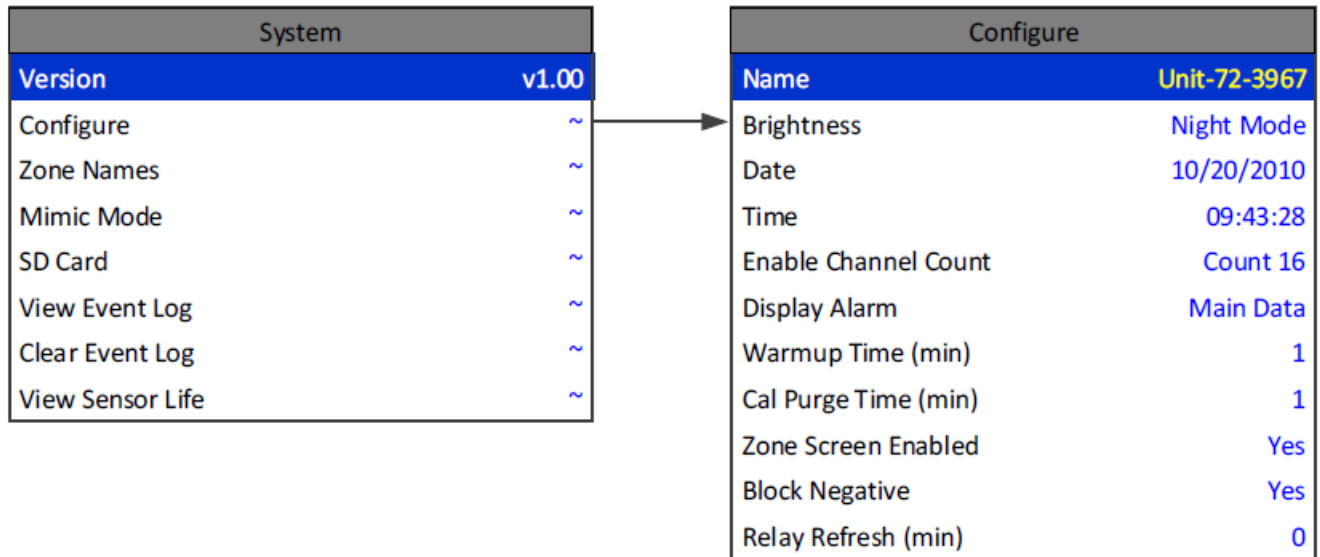 System
Version v1.00
Configure ~
Zone Names ~
Mimic Mode ~
SD Card ~
View Event Log ~
Clear Event Log ~
View Sensor Life ~
Configure
Name Unit-72-3967
Brightness Night Mode
Date 10/20/2010
Time 09:43:28
Enable Channel Count Count 16
Display Alarm Main Data
Warmup Time (min) 1
Cal Purge Time (min) 1
Zone Screen Enabled Yes
Block Negative Yes
Relay Refresh (min) 0